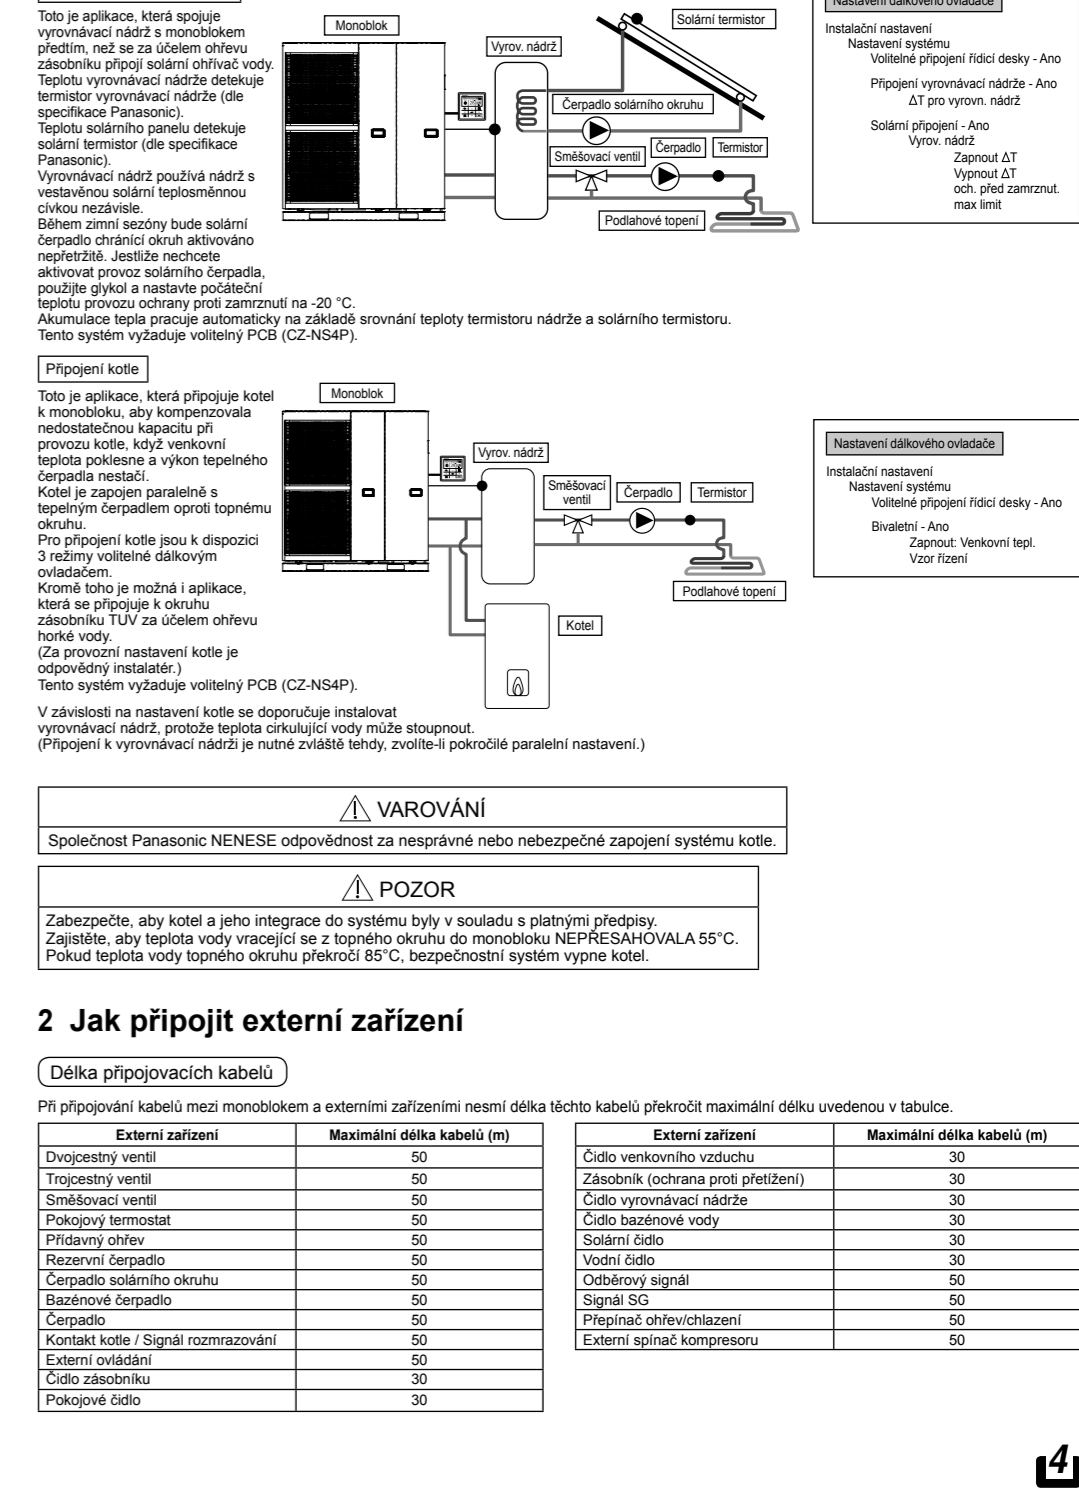 Toto je aplikace, která spojuje
vyrovnávací nádrž s monoblokem
předtím, než se za účelem ohřevu
zásobníku připojí solární ohřívač vody.
Teplotu vyrovnávací nádrže detekuje
termistor vyrovnávací nádrže (dle
specifikace Panasonic).
Teplotu solárního panelu detekuje
solární termistor (dle specifikace
Panasonic).
Vyrovnávací nádrž používá nádrž s
vestavěnou solární teplosměnnou
cívkou nezávisle.
Během zimní sezóny bude solární
čerpadlo chránící okruh aktivováno
nepřetržitě. Jestliže nechcete
aktivovat provoz solárního čerpadla,
použijte glykol a nastavte počáteční
teplotu provozu ochrany proti zamrznutí na -20 °C.
Akumulace tepla pracuje automaticky na základě srovnání teploty termistoru nádrže a solárního termistoru.
Tento systém vyžaduje volitelný PCB (CZ-NS4P).
Monoblok
Vyrov. nádrž
Solární termistor
Čerpadlo solárního okruhu
Směšovací ventil
Čerpadlo
Termistor
Podlahové topení
Nastavení dálkového ovladače
Instalační nastavení
Nastavení systému
Volitelné připojení řídicí desky - Ano
Připojení vyrovnávací nádrže - Ano
ΔT pro vyrovn. nádrž
Solární připojení - Ano
Vyrov. nádrž
Zapnout ΔT
Vypnout ΔT
och. před zamrznut.
max limit
Připojení kotle
Toto je aplikace, která připojuje kotel
k monobloku, aby kompenzovala
nedostatečnou kapacitu při
provozu kotle, když venkovní
teplota poklesne a výkon tepelného
čerpadla nestačí.
Kotel je zapojen paralelně s
tepelným čerpadlem oproti topnému
okruhu.
Pro připojení kotle jsou k dispozici
3 režimy volitelné dálkovým
ovladačem.
Kromě toho je možná i aplikace,
která se připojuje k okruhu
zásobníku TUV za účelem ohřevu
horké vody.
(Za provozní nastavení kotle je
odpovědný instalatér.)
Tento systém vyžaduje volitelný PCB (CZ-NS4P).
Monoblok
Vyrov. nádrž
Směšovací
ventil
Čerpadlo
Termistor
Podlahové topení
Kotel
Nastavení dálkového ovladače
Instalační nastavení
Nastavení systému
Volitelné připojení řídicí desky - Ano
Bivaletní - Ano
Zapnout: Venkovní tepl.
Vzor řízení
V závislosti na nastavení kotle se doporučuje instalovat
vyrovnávací nádrž, protože teplota cirkulující vody může stoupnout.
(Připojení k vyrovnávací nádrži je nutné zvláště tehdy, zvolíte-li pokročilé paralelní nastavení.)
VAROVÁNÍ
Společnost Panasonic NENESE odpovědnost za nesprávné nebo nebezpečné zapojení systému kotle.
POZOR
Zabezpečte, aby kotel a jeho integrace do systému byly v souladu s platnými předpisy.
Zajistěte, aby teplota vody vracející se z topného okruhu do monobloku NEPŘESAHOVALA 55°C.
Pokud teplota vody topného okruhu překročí 85°C, bezpečnostní systém vypne kotel.
2 Jak připojit externí zařízení
Délka připojovacích kabelů
Při připojování kabelů mezi monoblokem a externími zařízeními nesmí délka těchto kabelů překročit maximální délku uvedenou v tabulce.
Externí zařízení Maximální délka kabelů (m)
Dvojcestný ventil 50
Trojcestný ventil 50
Směšovací ventil 50
Pokojový termostat 50
Přídavný ohřev 50
Rezervní čerpadlo 50
Čerpadlo solárního okruhu 50
Bazénové čerpadlo 50
Čerpadlo 50
Kontakt kotle / Signál rozmrazování 50
Externí ovládání 50
Čidlo zásobníku 30
Pokojové čidlo 30
Externí zařízení Maximální délka kabelů (m)
Čidlo venkovního vzduchu 30
Zásobník (ochrana proti přetížení) 30
Čidlo vyrovnávací nádrže 30
Čidlo bazénové vody 30
Solární čidlo 30
Vodní čidlo 30
Odběrový signál 50
Signál SG 50
Přepínač ohřev/chlazení 50
Externí spínač kompresoru 50
4